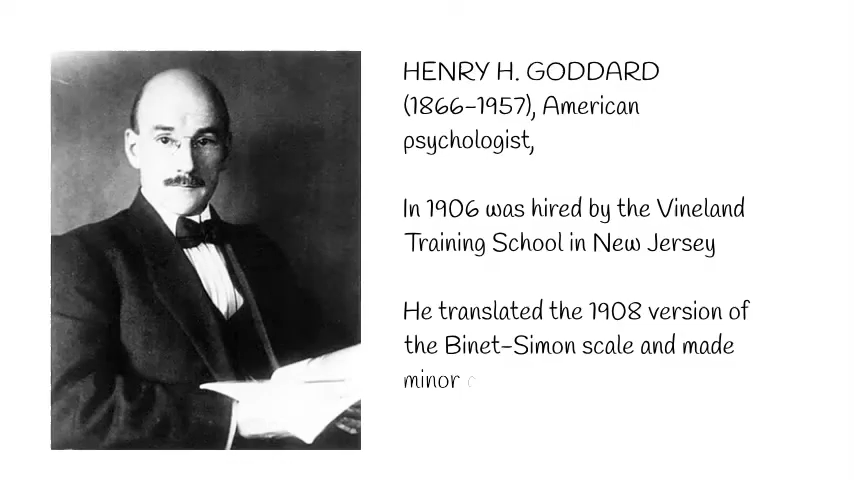 HENRY H. GODDARD
(1866-1957), American
psychologist,
In 1906 was hired by the Vineland
Training School in New Jersey
He translated the 1908 version of
the Binet-Simon scale and made
minor